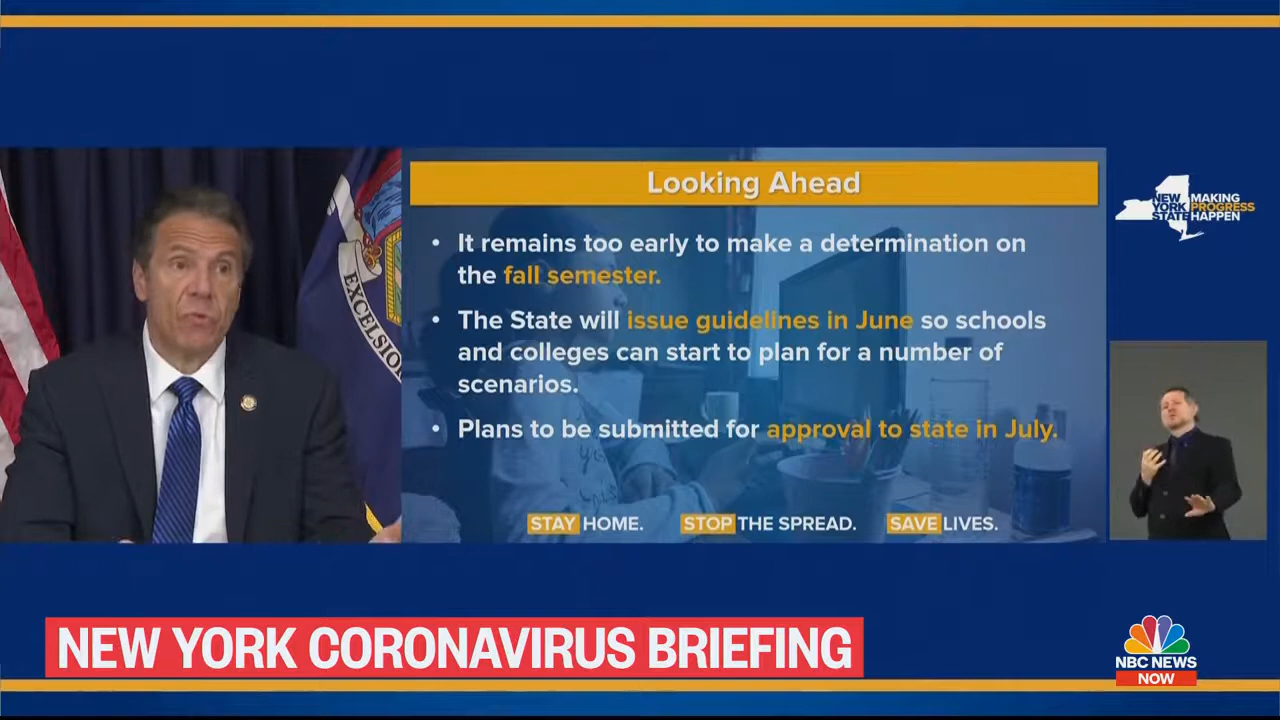 Looking Ahead
• It remains too early to make a determination on
the fall semester.
• The State will issue guidelines in June so schools
and colleges can start to plan for a number of
scenarios.
• Plans to be submitted for approval to state in July.
STAY HOME. STOP THE SPREAD. SAVE LIVES.
EXCELSIO
NEW
YORK
STATE
MAKING
PROGRESS
HAPPEN
NEW YORK CORONAVIRUS BRIEFING
NBC NEWS
NOW